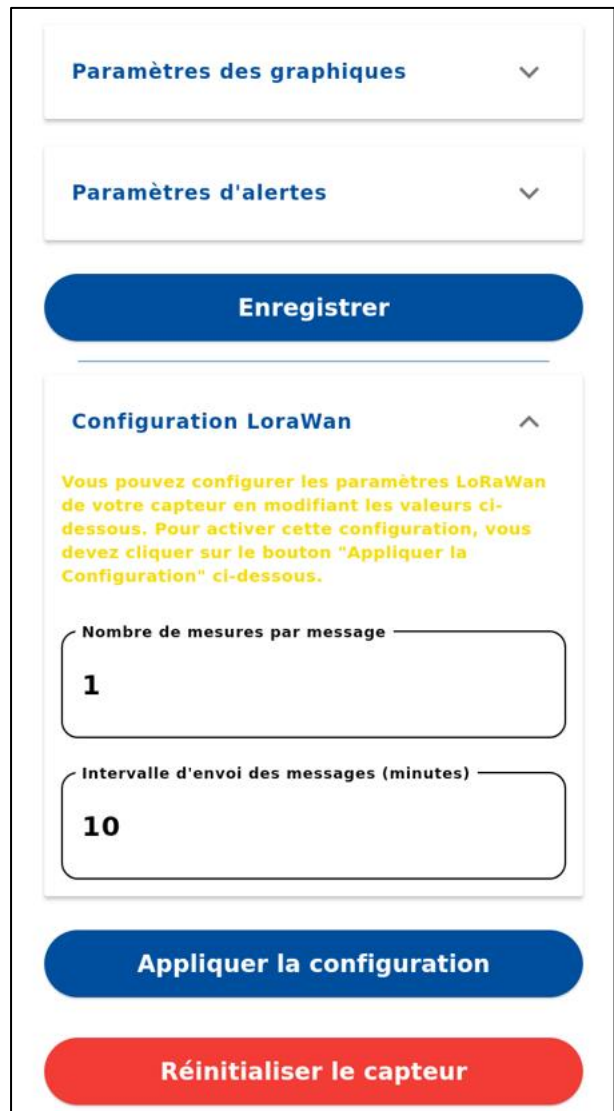 Paramètres des graphiques
Paramètres d'alertes
Enregistrer
Configuration LoraWan
Vous pouvez configurer les paramètres LoRaWan
de votre capteur en modifiant les valeurs ci-
dessous. Pour activer cette configuration, vous
devez cliquer sur le bouton "Appliquer la
Configuration" ci-dessous.
Nombre de mesures par message
1
Intervalle d'envoi des messages (minutes)
10
Appliquer la configuration
Réinitialiser le capteur